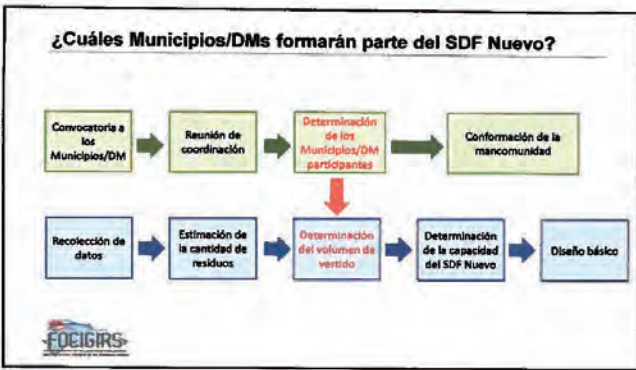 ¿Cuáles Municipios/DMs formarán parte del SDF Nuevo?
Convocatoria a
los
Municipios/DM
Reunión de
coordinación
Determinación
de los
Municipios/DM
participantes
Conformación de la
mancomunidad
Recolección de
datos
Estimación de
la cantidad de
residuos
Determinación
del volumen de
vertido
Determinación
de la capacidad
del SDF Nuevo
Diseño básico
FOCIGIRS